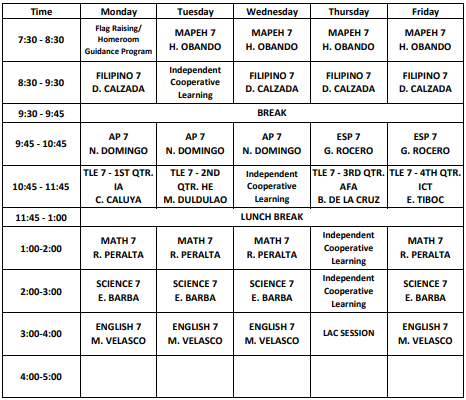 Time Monday Tuesday Wednesday Thursday Friday
7:30 - 8:30
Flag Raising/
Homeroom
Guidance Program
MAPEH 7
H. OBANDO
MAPEH 7
H. OBANDO
MAPEH 7
H. OBANDO
MAPEH 7
H. OBANDO
8:30 - 9:30
FILIPINO 7
D. CALZADA
Independent
Cooperative
Learning
FILIPINO 7
D. CALZADA
FILIPINO 7
D. CALZADA
FILIPINO 7
D. CALZADA
9:30 - 9:45
BREAK
9:45 - 10:45
AP 7
N. DOMINGO
AP 7
N. DOMINGO
AP 7
N. DOMINGO
ESP 7
G. ROCERO
ESP 7
G. ROCERO
10:45 - 11:45
TLE 7 - 1ST QTR.
IA
C. CALUYA
TLE 7 - 2ND
QTR. HE
M. DULDULAO
Independent
Cooperative
Learning
TLE 7 - 3RD QTR.
AFA
B. DE LA CRUZ
TLE 7 - 4TH QTR.
ICT
E. TIBOC
11:45 - 1:00
LUNCH BREAK
1:00-2:00
MATH 7
R. PERALTA
MATH 7
R. PERALTA
MATH 7
R. PERALTA
Independent
Cooperative
Learning
MATH 7
R. PERALTA
2:00-3:00
SCIENCE 7
E. BARBA
SCIENCE 7
E. BARBA
SCIENCE 7
E. BARBA
Independent
Cooperative
Learning
SCIENCE 7
E. BARBA
3:00-4:00
ENGLISH 7
M. VELASCO
ENGLISH 7
M. VELASCO
ENGLISH 7
M. VELASCO
LAC SESSION
ENGLISH 7
M. VELASCO
4:00-5:00